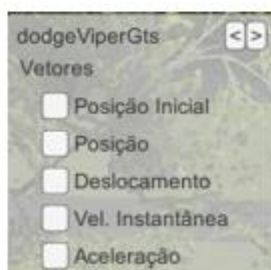 dodgeViperGts < >
Vetores
Posição Inicial
Posição
Deslocamento
Vel. Instantânea
Aceleração